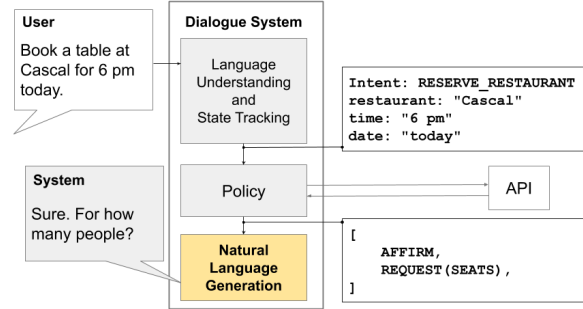 User
Book a table at
Cascal for 6 pm
today.
Dialogue System
Language
Understanding
and
State Tracking
Intent: RESERVE_RESTAURANT
restaurant: "Cascal"
time: "6 pm"
date: "today"
Policy
API
System
Sure. For how
many people?
Natural
Language
Generation
[
AFFIRM,
REQUEST(SEATS),
]